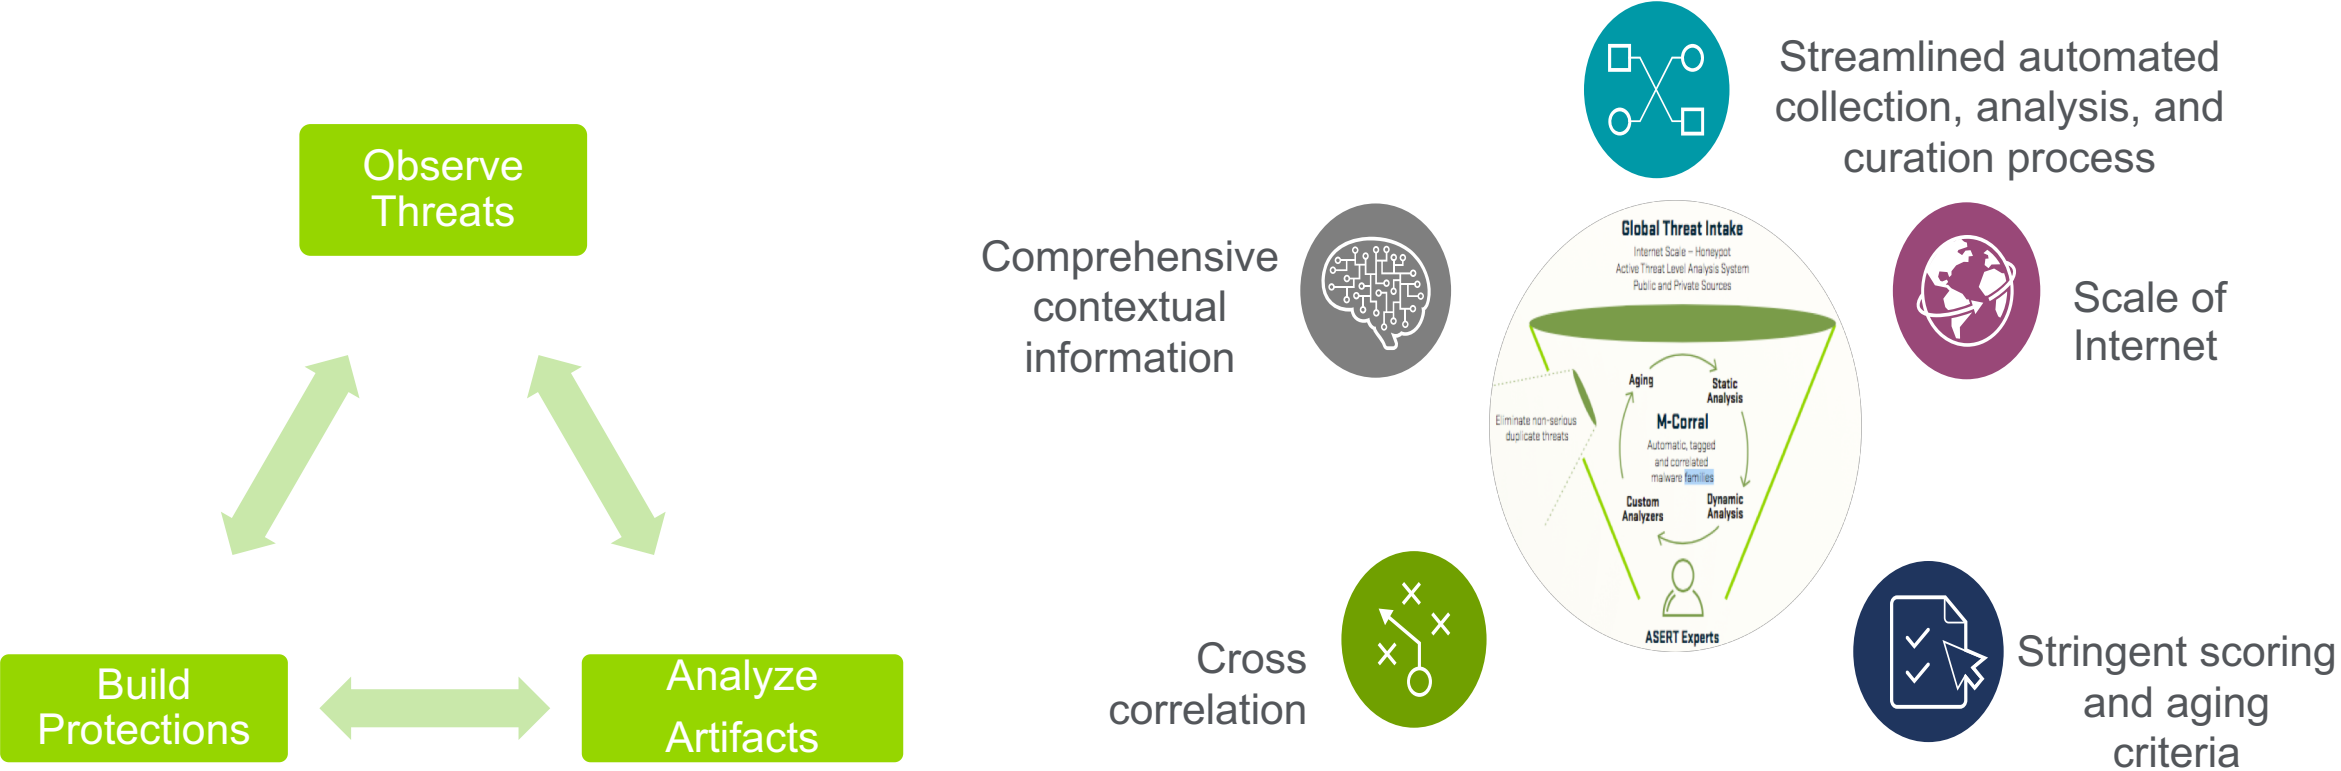 Observe
Threats
Build
Protections
Analyze
Artifacts
Streamlined automated
collection, analysis, and
curation process
Comprehensive
contextual
information
Scale of
Internet
Cross
correlation
Stringent scoring
and aging
criteria
Global Threat Intake
Internet Scale – Honeypot
Active Threat Level Analysis System
Public and Private Sources
Eliminate non-serious
duplicate threats
Aging
Static
Analysis
M-Corral
Automatic, tagged
and correlated
malware families
Custom
Analyzers
Dynamic
Analysis
ASERT Experts